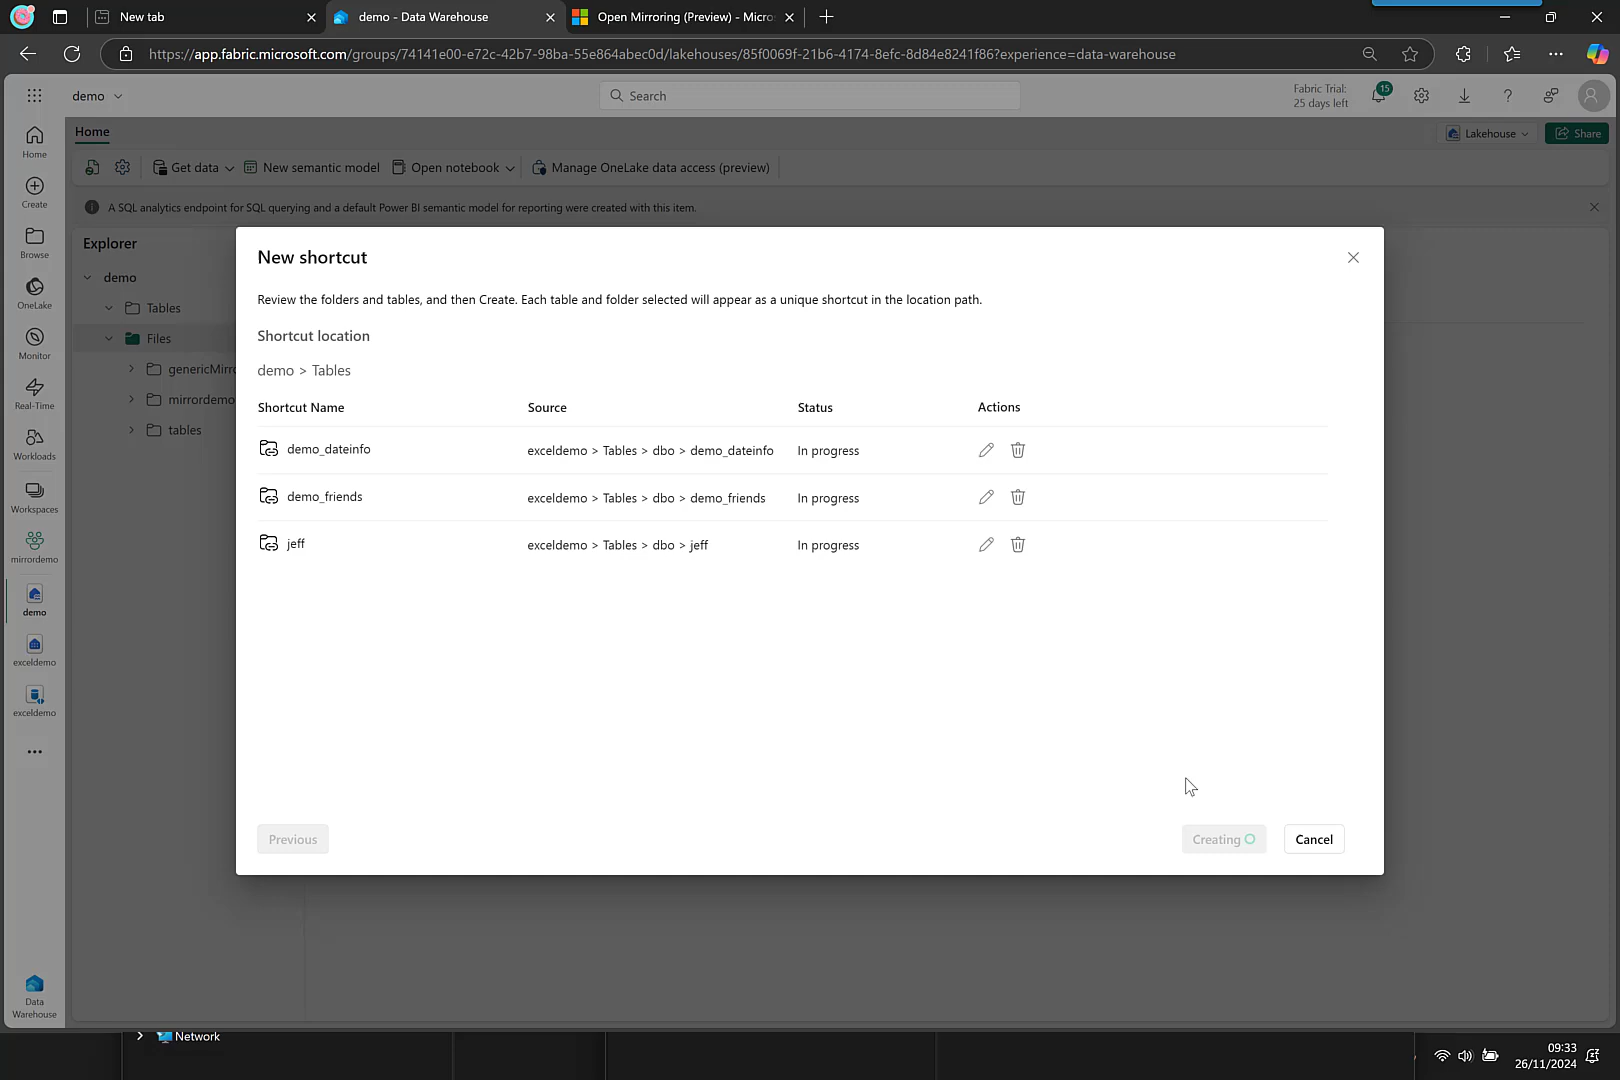 New tab
demo - Data Warehouse
Open Mirroring (Preview) - Micro
https://app.fabric.microsoft.com/groups/74141e00-e72c-42b7-98ba-55e864abec0d/lakehouses/85f0069f-21b6-4174-8efc-8d84e8241f86?experience=data-warehouse
demo
Search
Fabric Trial:
25 days left
15
Home
Lakehouse
Share
Get data
New semantic model
Open notebook
Manage OneLake data access (preview)
A SQL analytics endpoint for SQL querying and a default Power BI semantic model for reporting were created with this item.
Home
Create
Browse
OneLake
Monitor
Real-Time
Workloads
Workspaces
mirrordemo
demo
exceldemo
exceldemo
Data
Warehouse
Explorer
demo
Tables
Files
genericMirro
mirrordemo
tables
New shortcut
Review the folders and tables, and then Create. Each table and folder selected will appear as a unique shortcut in the location path.
Shortcut location
demo > Tables
Shortcut Name Source Status Actions
demo_dateinfo exceldemo > Tables > dbo > demo_dateinfo In progress
demo_friends exceldemo > Tables > dbo > demo_friends In progress
jeff exceldemo > Tables > dbo > jeff In progress
Previous
Creating
Cancel
Network
09:33
26/11/2024